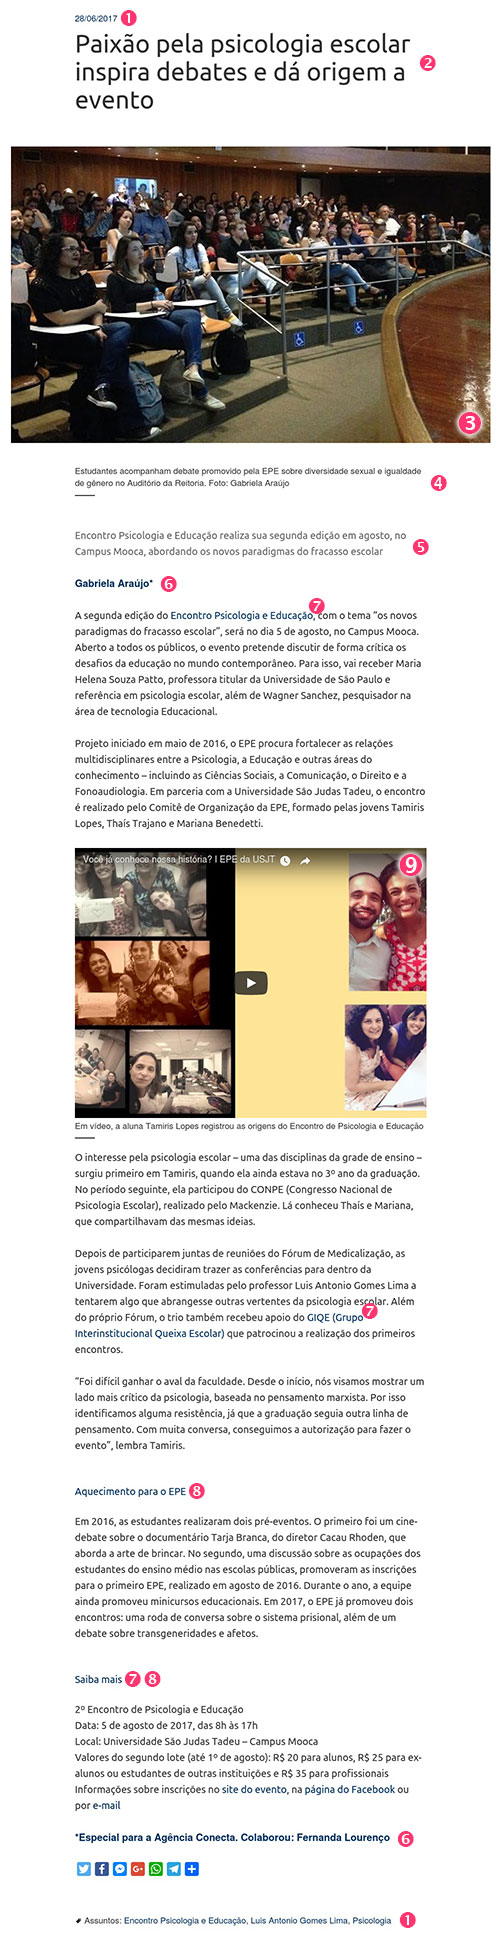 28/06/2017 1
Paixão pela psicologia escolar
inspira debates e dá origem a
evento
2
3
Estudantes acompanham debate promovido pela EPE sobre diversidade sexual e igualdade
de gênero no Auditório da Reitoria. Foto: Gabriela Araújo
4
Encontro Psicologia e Educação realiza sua segunda edição em agosto, no
Campus Mooca, abordando os novos paradigmas do fracasso escolar
5
Gabriela Araújo* 6
7
A segunda edição do Encontro Psicologia e Educação, com o tema “os novos
paradigmas do fracasso escolar”, será no dia 5 de agosto, no Campus Mooca.
Aberto a todos os públicos, o evento pretende discutir de forma crítica os
desafios da educação no mundo contemporâneo. Para isso, vai receber Maria
Helena Souza Patto, professora titular da Universidade de São Paulo e
referência em psicologia escolar, além de Wagner Sanchez, pesquisador na
área de tecnologia Educacional.
Projeto iniciado em maio de 2016, o EPE procura fortalecer as relações
multidisciplinares entre a Psicologia, a Educação e outras áreas do
conhecimento – incluindo as Ciências Sociais, a Comunicação, o Direito e a
Fonoaudiologia. Em parceria com a Universidade São Judas Tadeu, o encontro
é realizado pelo Comitê de Organização da EPE, formado pelas jovens Tamiris
Lopes, Thaís Trajano e Mariana Benedetti.
Você já conhece nossa história? I EPE da USJT
9
Em vídeo, a aluna Tamiris Lopes registrou as origens do Encontro de Psicologia e Educação
O interesse pela psicologia escolar – uma das disciplinas da grade de ensino –
surgiu primeiro em Tamiris, quando ela ainda estava no 3º ano da graduação.
No período seguinte, ela participou do CONPE (Congresso Nacional de
Psicologia Escolar), realizado pelo Mackenzie. Lá conheceu Thaís e Mariana,
que compartilhavam das mesmas ideias.
Depois de participarem juntas de reuniões do Fórum de Medicalização, as
jovens psicólogas decidiram trazer as conferências para dentro da
Universidade. Foram estimuladas pelo professor Luis Antonio Gomes Lima a
tentarem algo que abrangesse outras vertentes da psicologia escolar. Além
do próprio Fórum, o trio também recebeu apoio do GIQE (Grupo
7
Interinstitucional Queixa Escolar) que patrocinou a realização dos primeiros
encontros.
“Foi difícil ganhar o aval da faculdade. Desde o início, nós visamos mostrar um
lado mais crítico da psicologia, baseada no pensamento marxista. Por isso
identificamos alguma resistência, já que a graduação seguia outra linha de
pensamento. Com muita conversa, conseguimos a autorização para fazer o
evento”, lembra Tamiris.
Aquecimento para o EPE 8
Em 2016, as estudantes realizaram dois pré-eventos. O primeiro foi um cine-
debate sobre o documentário Tarja Branca, do diretor Cacau Rhoden, que
aborda a arte de brincar. No segundo, uma discussão sobre as ocupações dos
estudantes do ensino médio nas escolas públicas, promoveram as inscrições
para o primeiro EPE, realizado em agosto de 2016. Durante o ano, a equipe
ainda promoveu minicursos educacionais. Em 2017, o EPE já promoveu dois
encontros: uma roda de conversa sobre o sistema prisional, além de um
debate sobre transgeneridades e afetos.
Saiba mais 7 8
2º Encontro de Psicologia e Educação
Data: 5 de agosto de 2017, das 8h às 17h
Local: Universidade São Judas Tadeu – Campus Mooca
Valores do segundo lote (até 1º de agosto): R$ 20 para alunos, R$ 25 para ex-
alunos ou estudantes de outras instituições e R$ 35 para profissionais
Informações sobre inscrições no site do evento, na página do Facebook ou
por e-mail
*Especial para a Agência Conecta. Colaborou: Fernanda Lourenço 6
Assuntos: Encontro Psicologia e Educação, Luis Antonio Gomes Lima, Psicologia 1